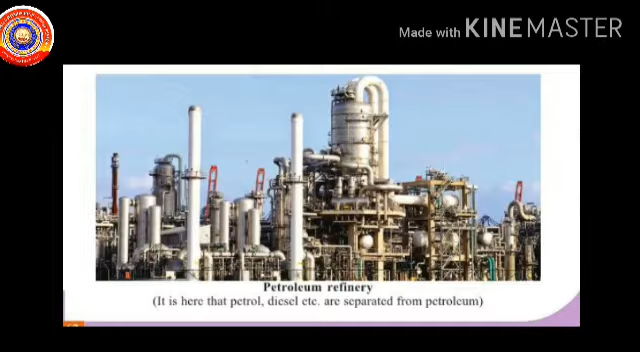 Made with KINEMASTER
Petroleum refinery
(It is here that petrol, diesel etc. are separated from petroleum)